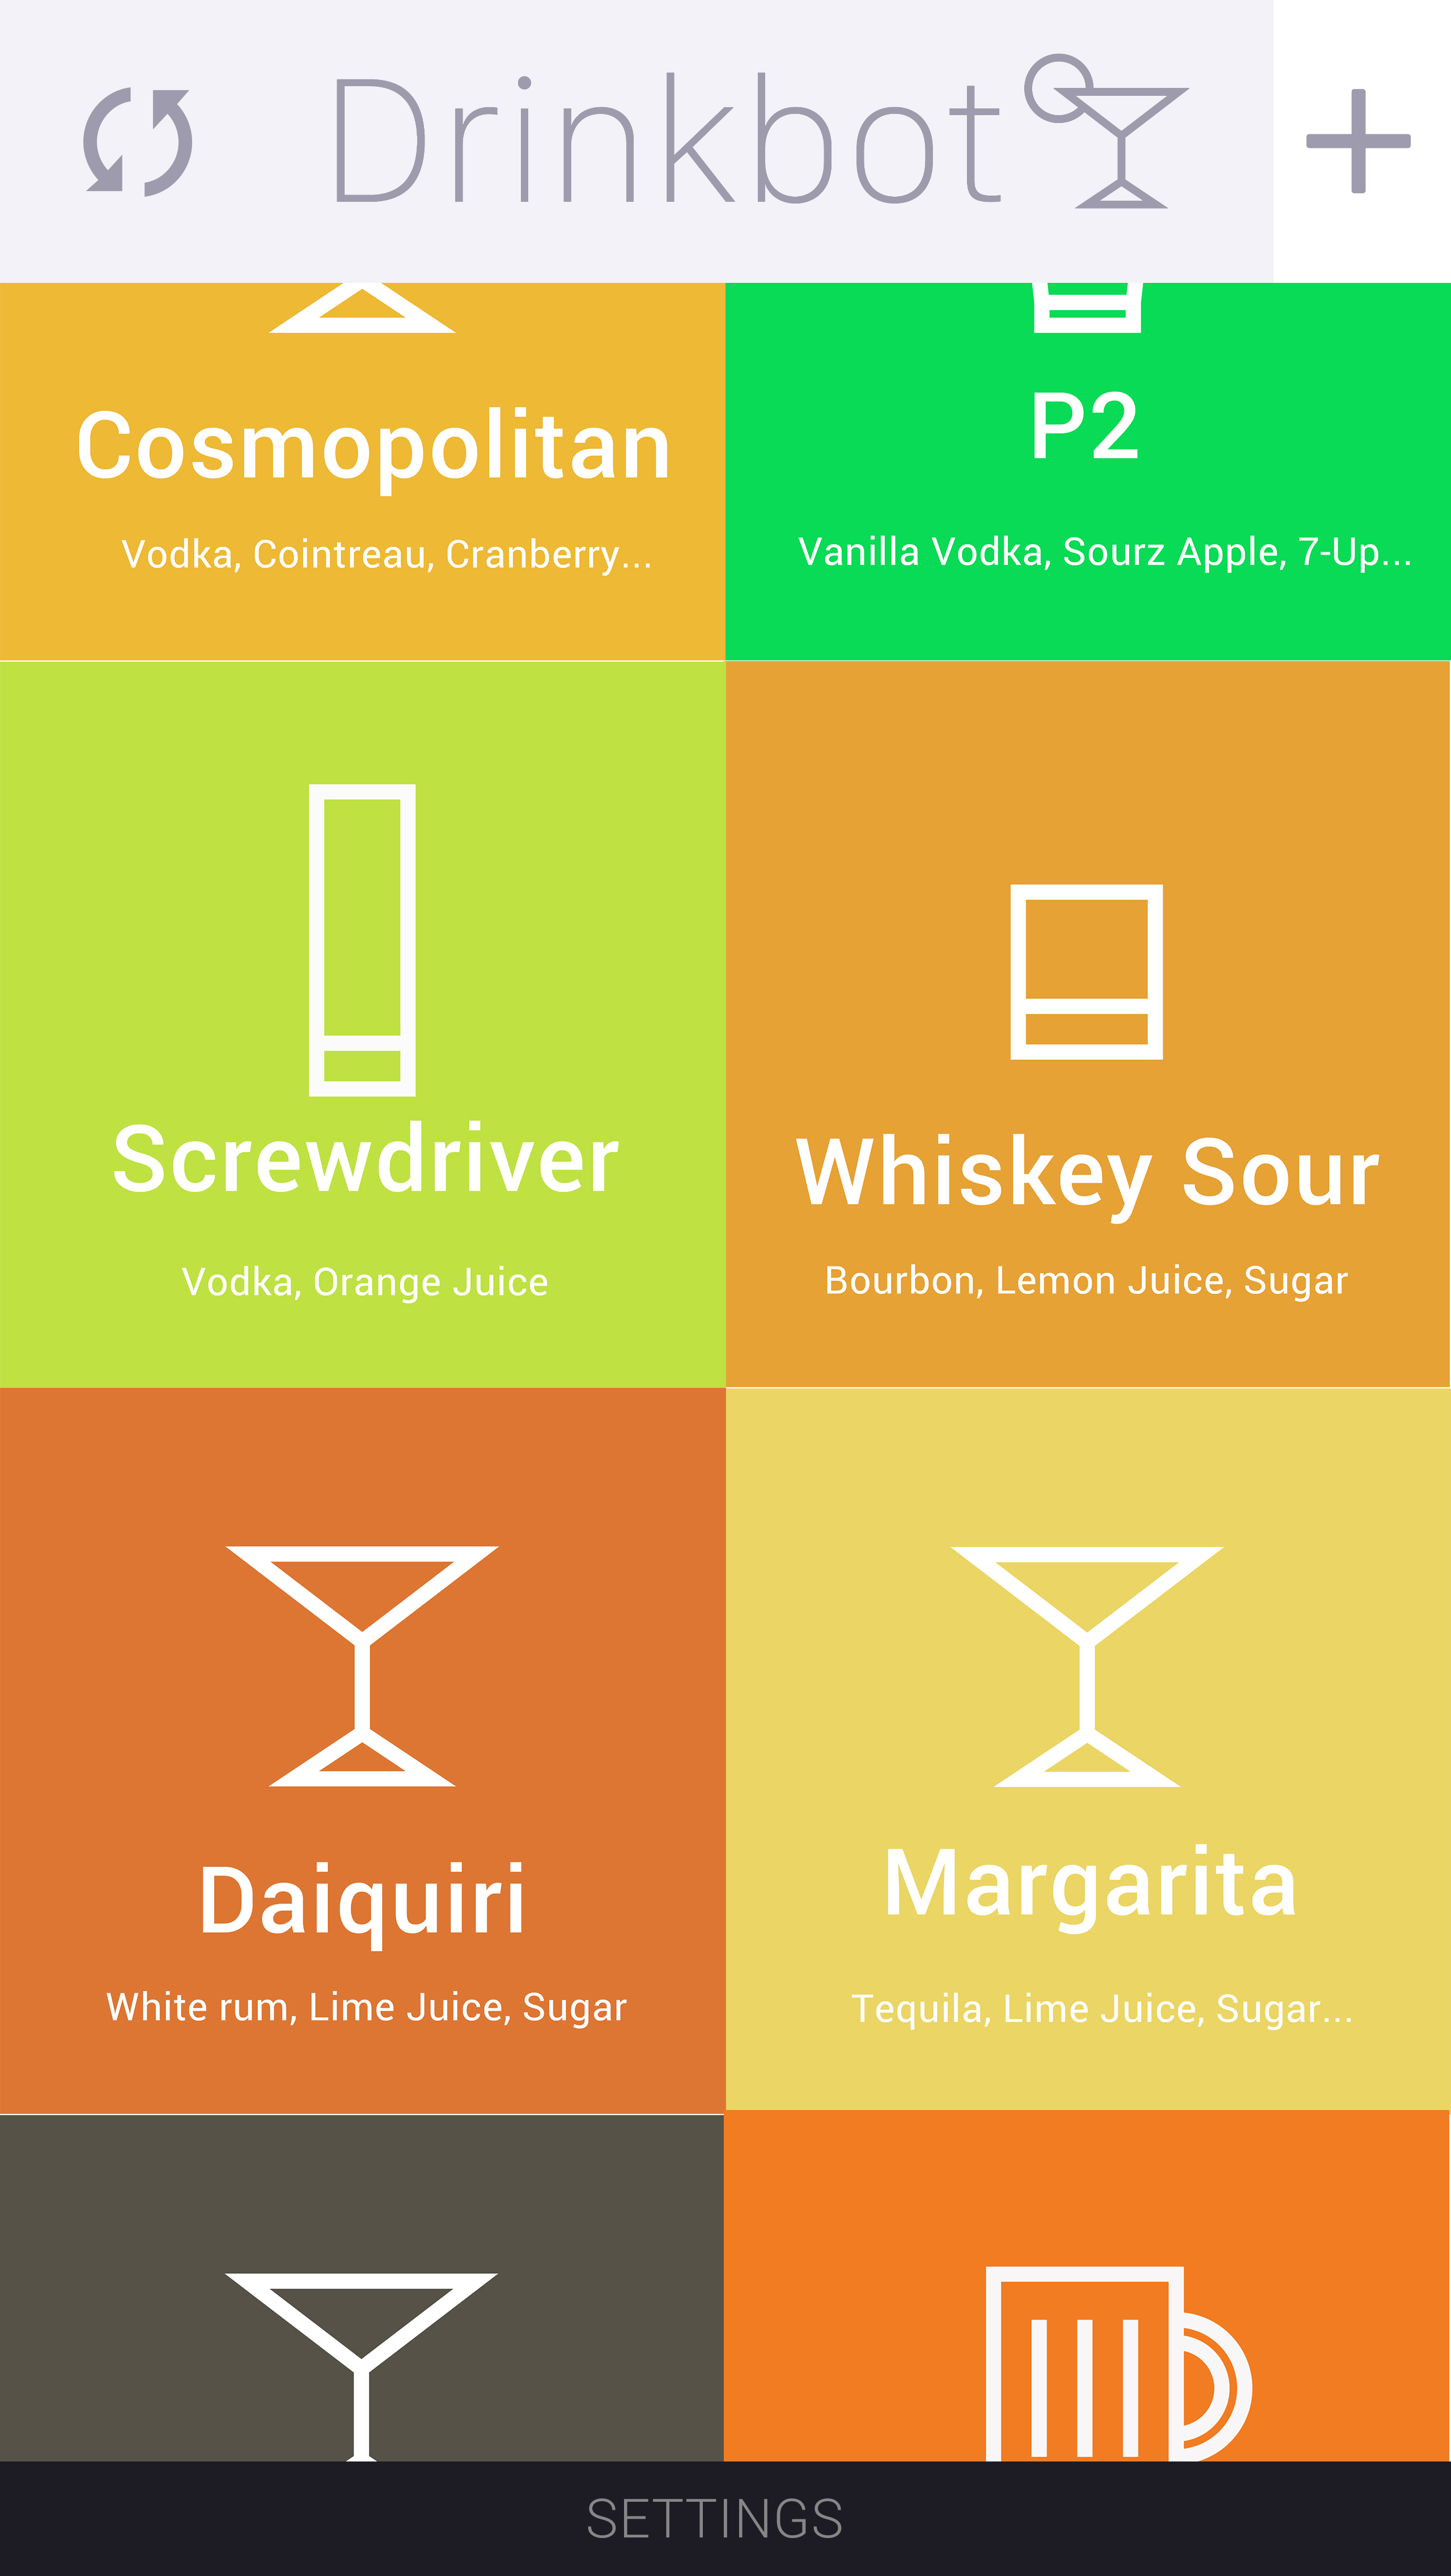 Drinkbot
Cosmopolitan
Vodka, Cointreau, Cranberry...
P2
Vanilla Vodka, Sourz Apple, 7-Up...
Screwdriver
Vodka, Orange Juice
Whiskey Sour
Bourbon, Lemon Juice, Sugar
Daiquiri
White rum, Lime Juice, Sugar
Margarita
Tequila, Lime Juice, Sugar...
SETTINGS